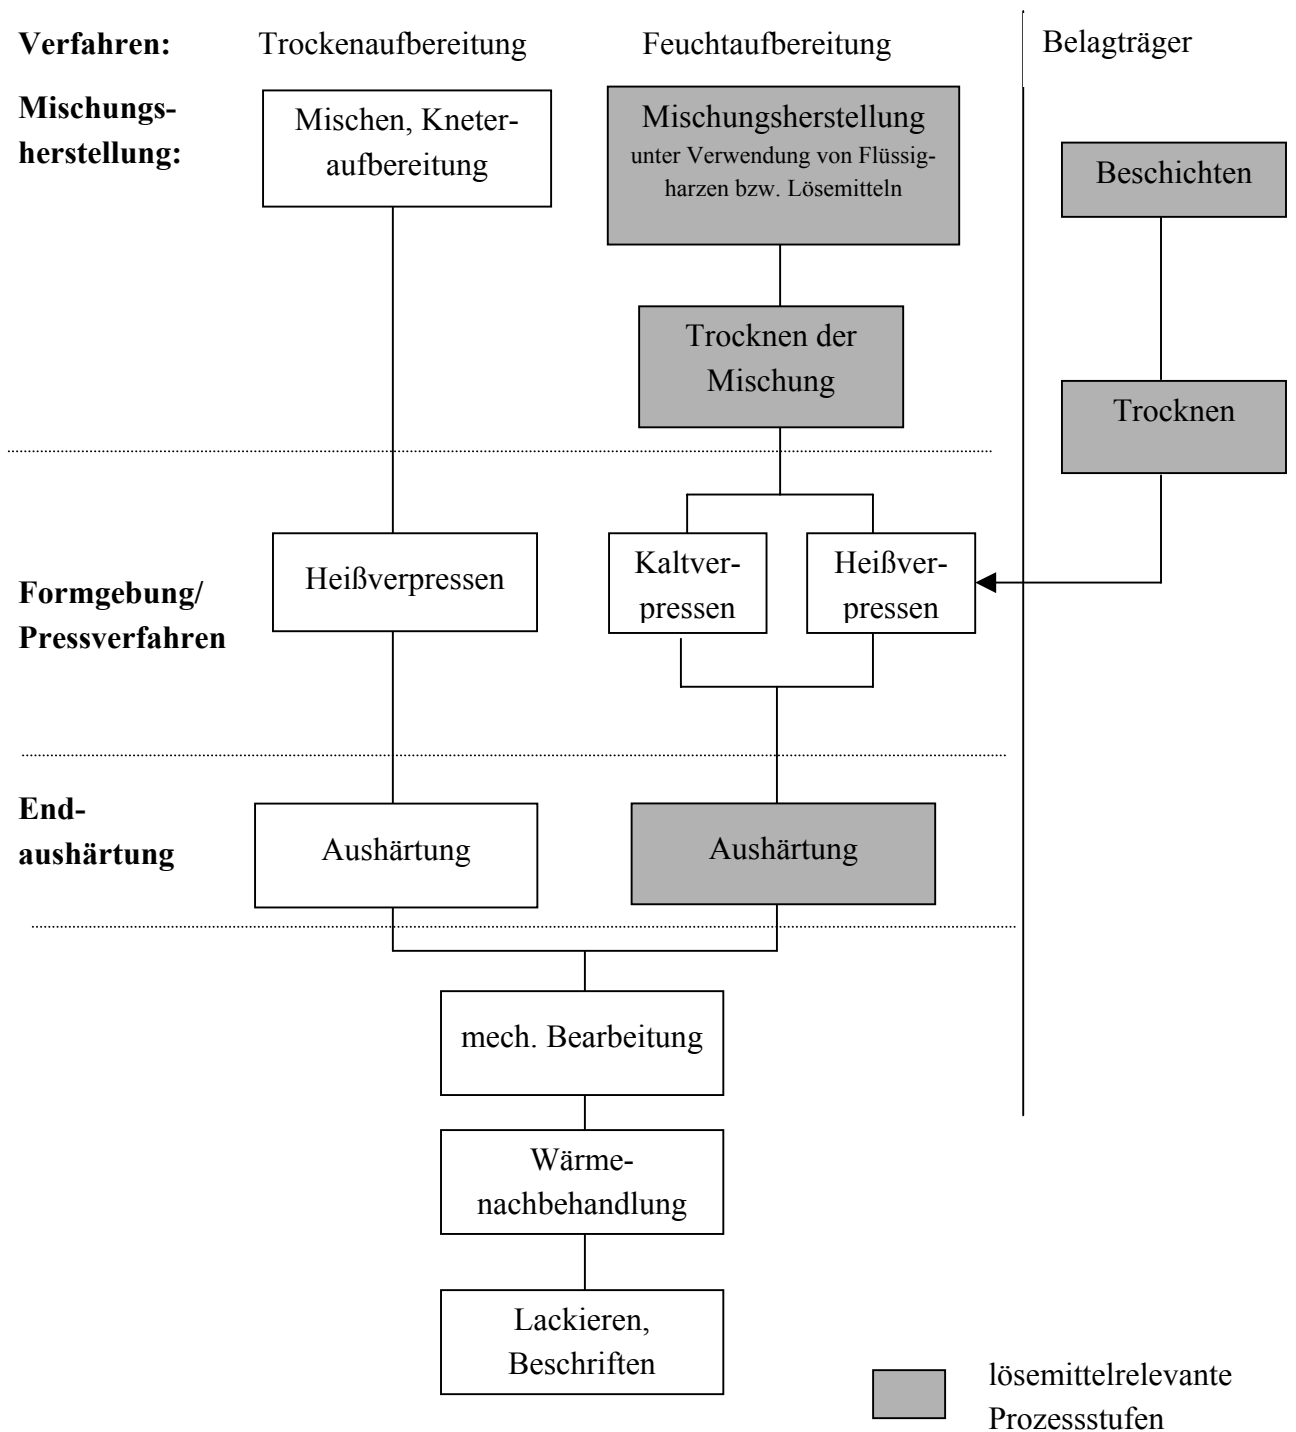 Verfahren:
Trockenaufbereitung
Feuchtaufbereitung
Belagträger
Mischungs-
herstellung:
Mischen, Kneter-
aufbereitung
Mischungsherstellung
unter Verwendung von Flüssig-
harzen bzw. Lösemitteln
Beschichten
Trocknen der
Mischung
Trocknen
Formgebung/
Pressverfahren
Heißverpressen
Kaltver-
pressen
Heißver-
pressen
End-
aushärtung
Aushärtung
Aushärtung
mech. Bearbeitung
Wärme-
nachbehandlung
Lackieren,
Beschriften
lösemittelrelevante
Prozessstufen